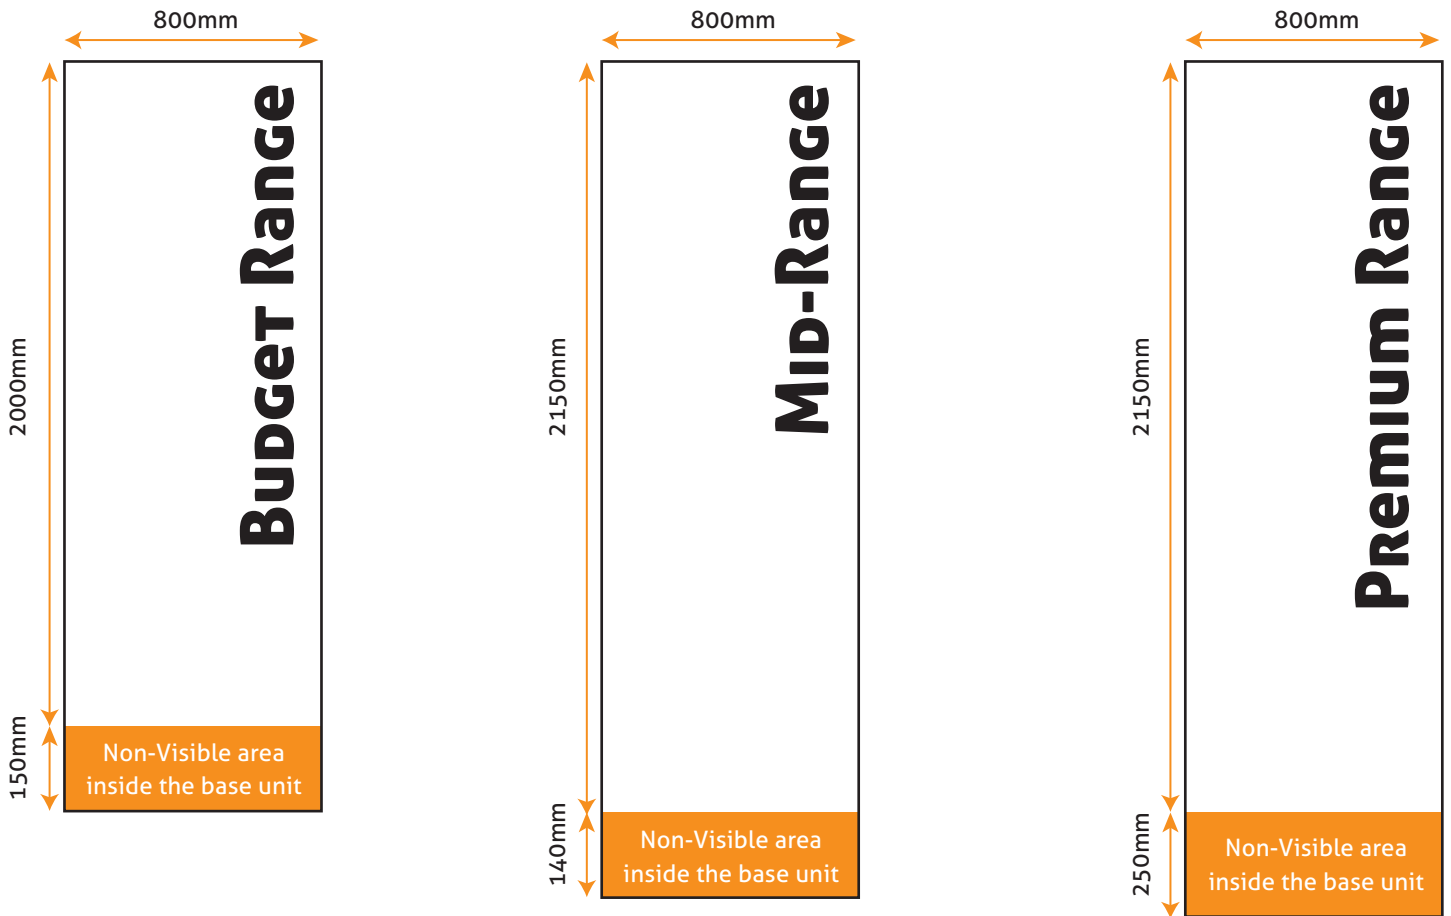 800mm
2000mm
Budget Range
150mm
Non-Visible area
inside the base unit
800mm
2150mm
Mid-Range
140mm
Non-Visible area
inside the base unit
800mm
2150mm
Premium Range
250mm
Non-Visible area
inside the base unit